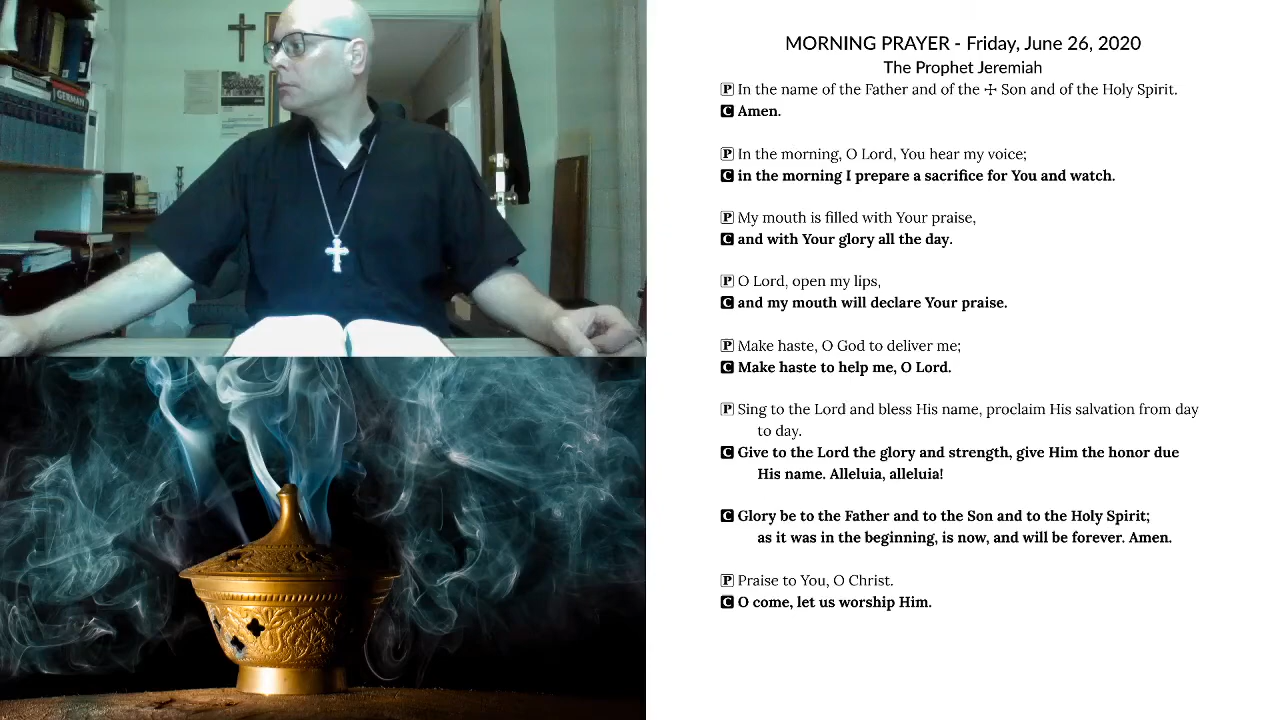 GERMAN
MORNING PRAYER - Friday, June 26, 2020
The Prophet Jeremiah
P In the name of the Father and of the ☩ Son and of the Holy Spirit.
C Amen.
P In the morning, O Lord, You hear my voice;
C in the morning I prepare a sacrifice for You and watch.
P My mouth is filled with Your praise,
C and with Your glory all the day.
P O Lord, open my lips,
C and my mouth will declare Your praise.
P Make haste, O God to deliver me;
C Make haste to help me, O Lord.
P Sing to the Lord and bless His name, proclaim His salvation from day
to day.
C Give to the Lord the glory and strength, give Him the honor due
His name. Alleluia, alleluia!
C Glory be to the Father and to the Son and to the Holy Spirit;
as it was in the beginning, is now, and will be forever. Amen.
P Praise to You, O Christ.
C O come, let us worship Him.